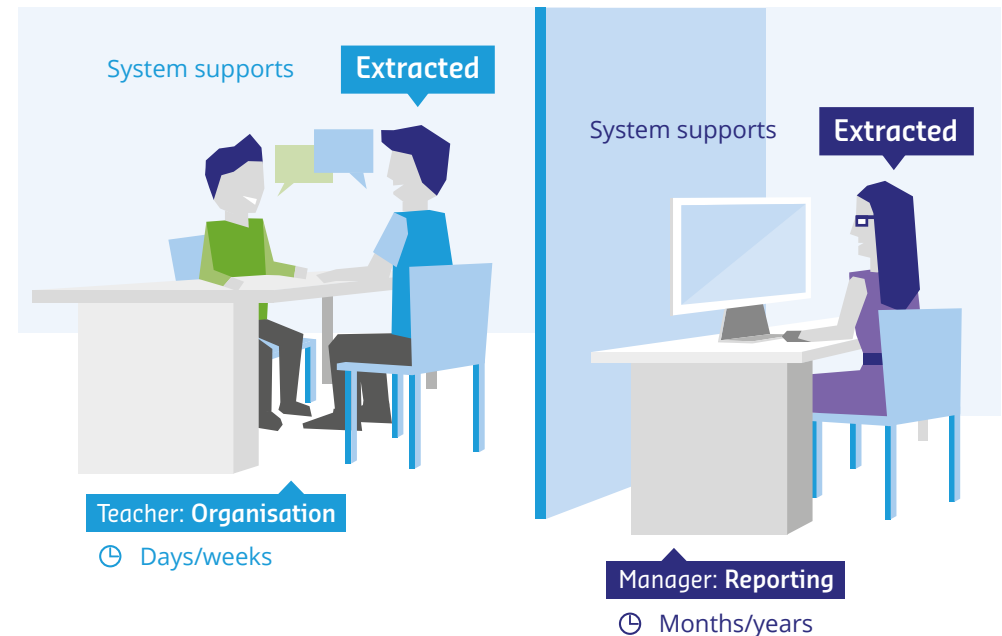 System supports
Extracted
Teacher: Organisation
Days/weeks
System supports
Extracted
Manager: Reporting
Months/years